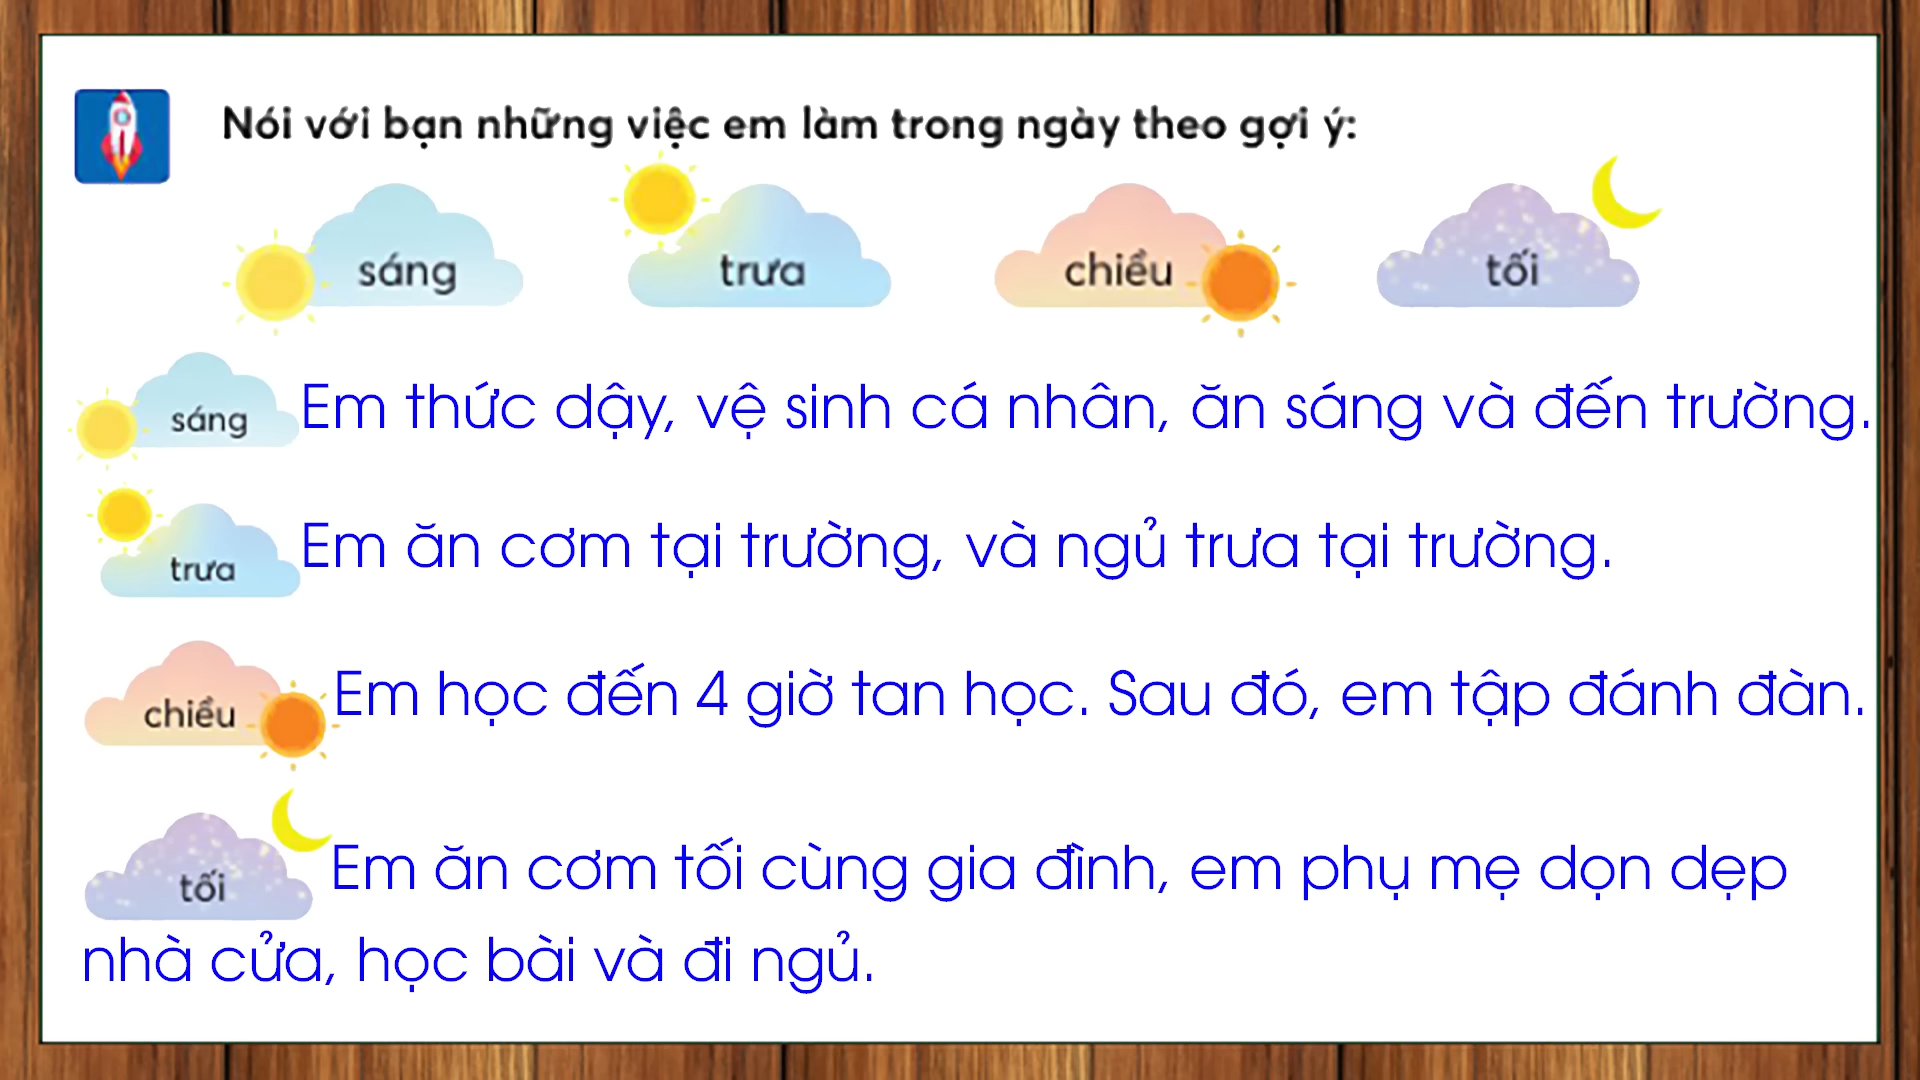 Nói với bạn những việc em làm trong ngày theo gợi ý:
sáng trưa chiều tối
sáng Em thức dậy, vệ sinh cá nhân, ăn sáng và đến trường.
trưa Em ăn cơm tại trường, và ngủ trưa tại trường.
chiều Em học đến 4 giờ tan học. Sau đó, em tập đánh đàn.
tối Em ăn cơm tối cùng gia đình, em phụ mẹ dọn dẹp
nhà cửa, học bài và đi ngủ.